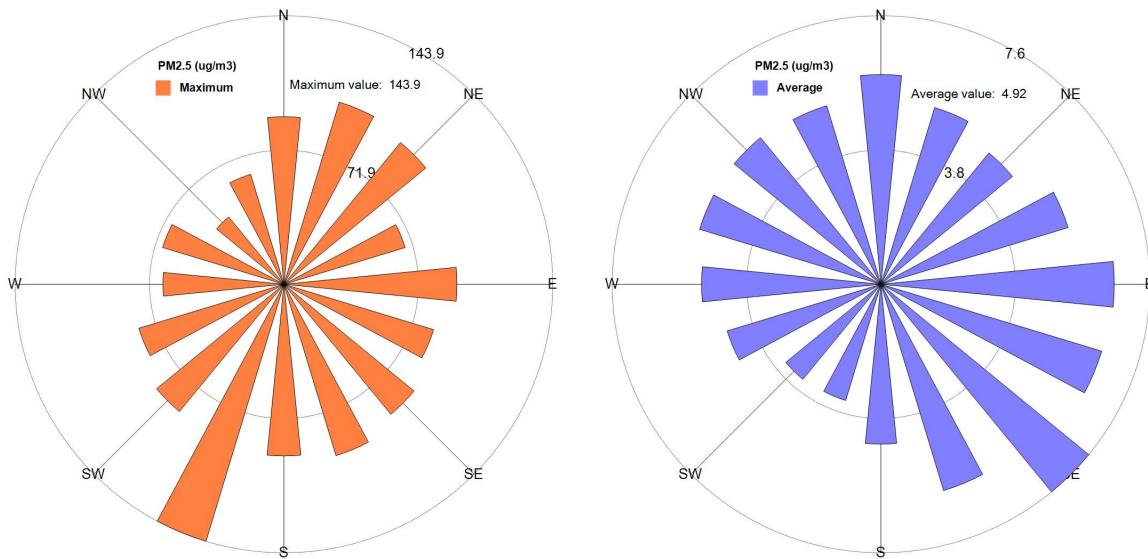 N
143.9
PM2.5 (ug/m3)
Maximum
Maximum value: 143.9
NW
NE
71.9
W
E
SW
SE
S
N
7.6
PM2.5 (ug/m3)
Average
Average value: 4.92
NW
NE
3.8
W
E
SW
SE
S